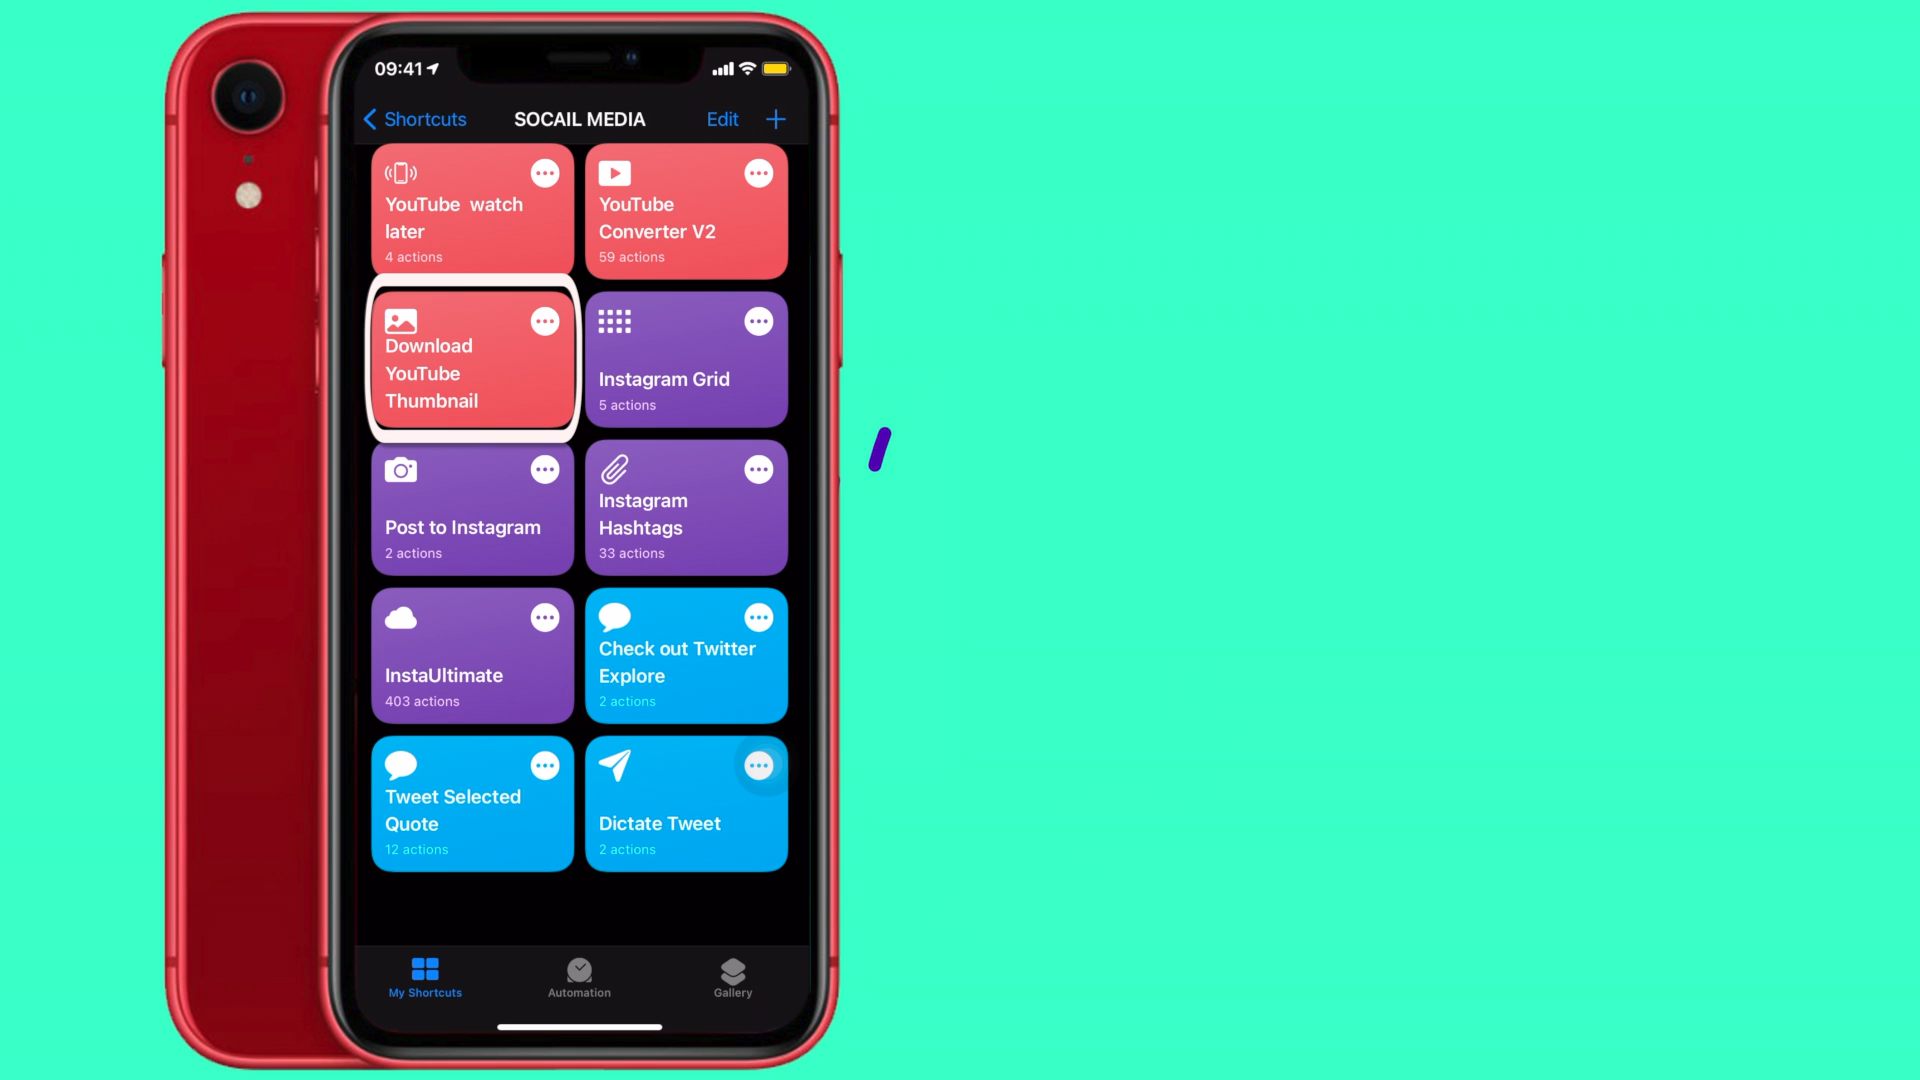 09:41
Shortcuts
SOCAIL MEDIA
Edit
YouTube watch
later
4 actions
YouTube
Converter V2
59 actions
Download
YouTube
Thumbnail
Instagram Grid
5 actions
Post to Instagram
2 actions
Instagram
Hashtags
33 actions
InstaUltimate
403 actions
Check out Twitter
Explore
2 actions
Tweet Selected
Quote
12 actions
Dictate Tweet
2 actions
My Shortcuts
Automation
Gallery